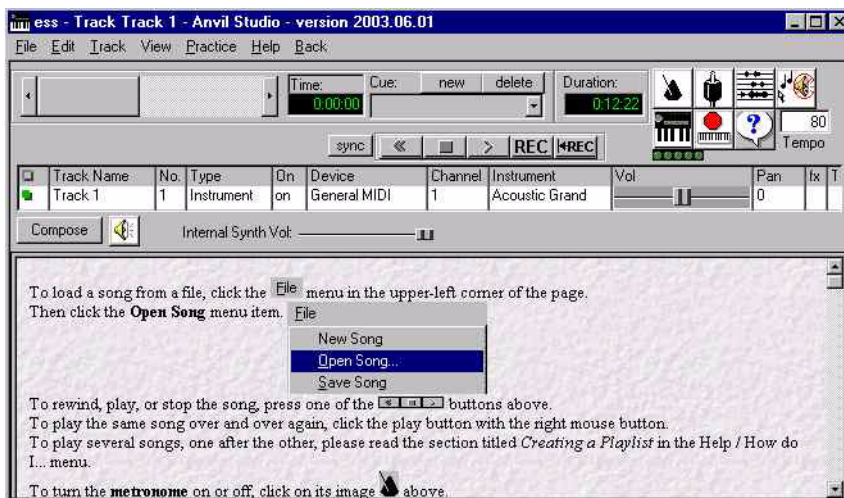 ess - Track Track 1 - Anvil Studio - version 2003.06.01
File Edit Track View Practice Help Back
Time: Cue: new delete Duration:
0:00:00 0:12:22
80
Tempo
sync REC REC
Track Name No. Type On Device Channel Instrument Vol Pan fx T
Track 1 1 Instrument on General MIDI 1 Acoustic Grand 0
Compose Internal Synth Vol:
To load a song from a file, click the File menu in the upper-left corner of the page.
Then click the Open Song menu item. File
New Song
Open Song...
Save Song
To rewind, play, or stop the song, press one of the buttons above.
To play the same song over and over again, click the play button with the right mouse button.
To play several songs, one after the other, please read the section titled Creating a Playlist in the Help / How do
I... menu.
To turn the metronome on or off, click on its image above.